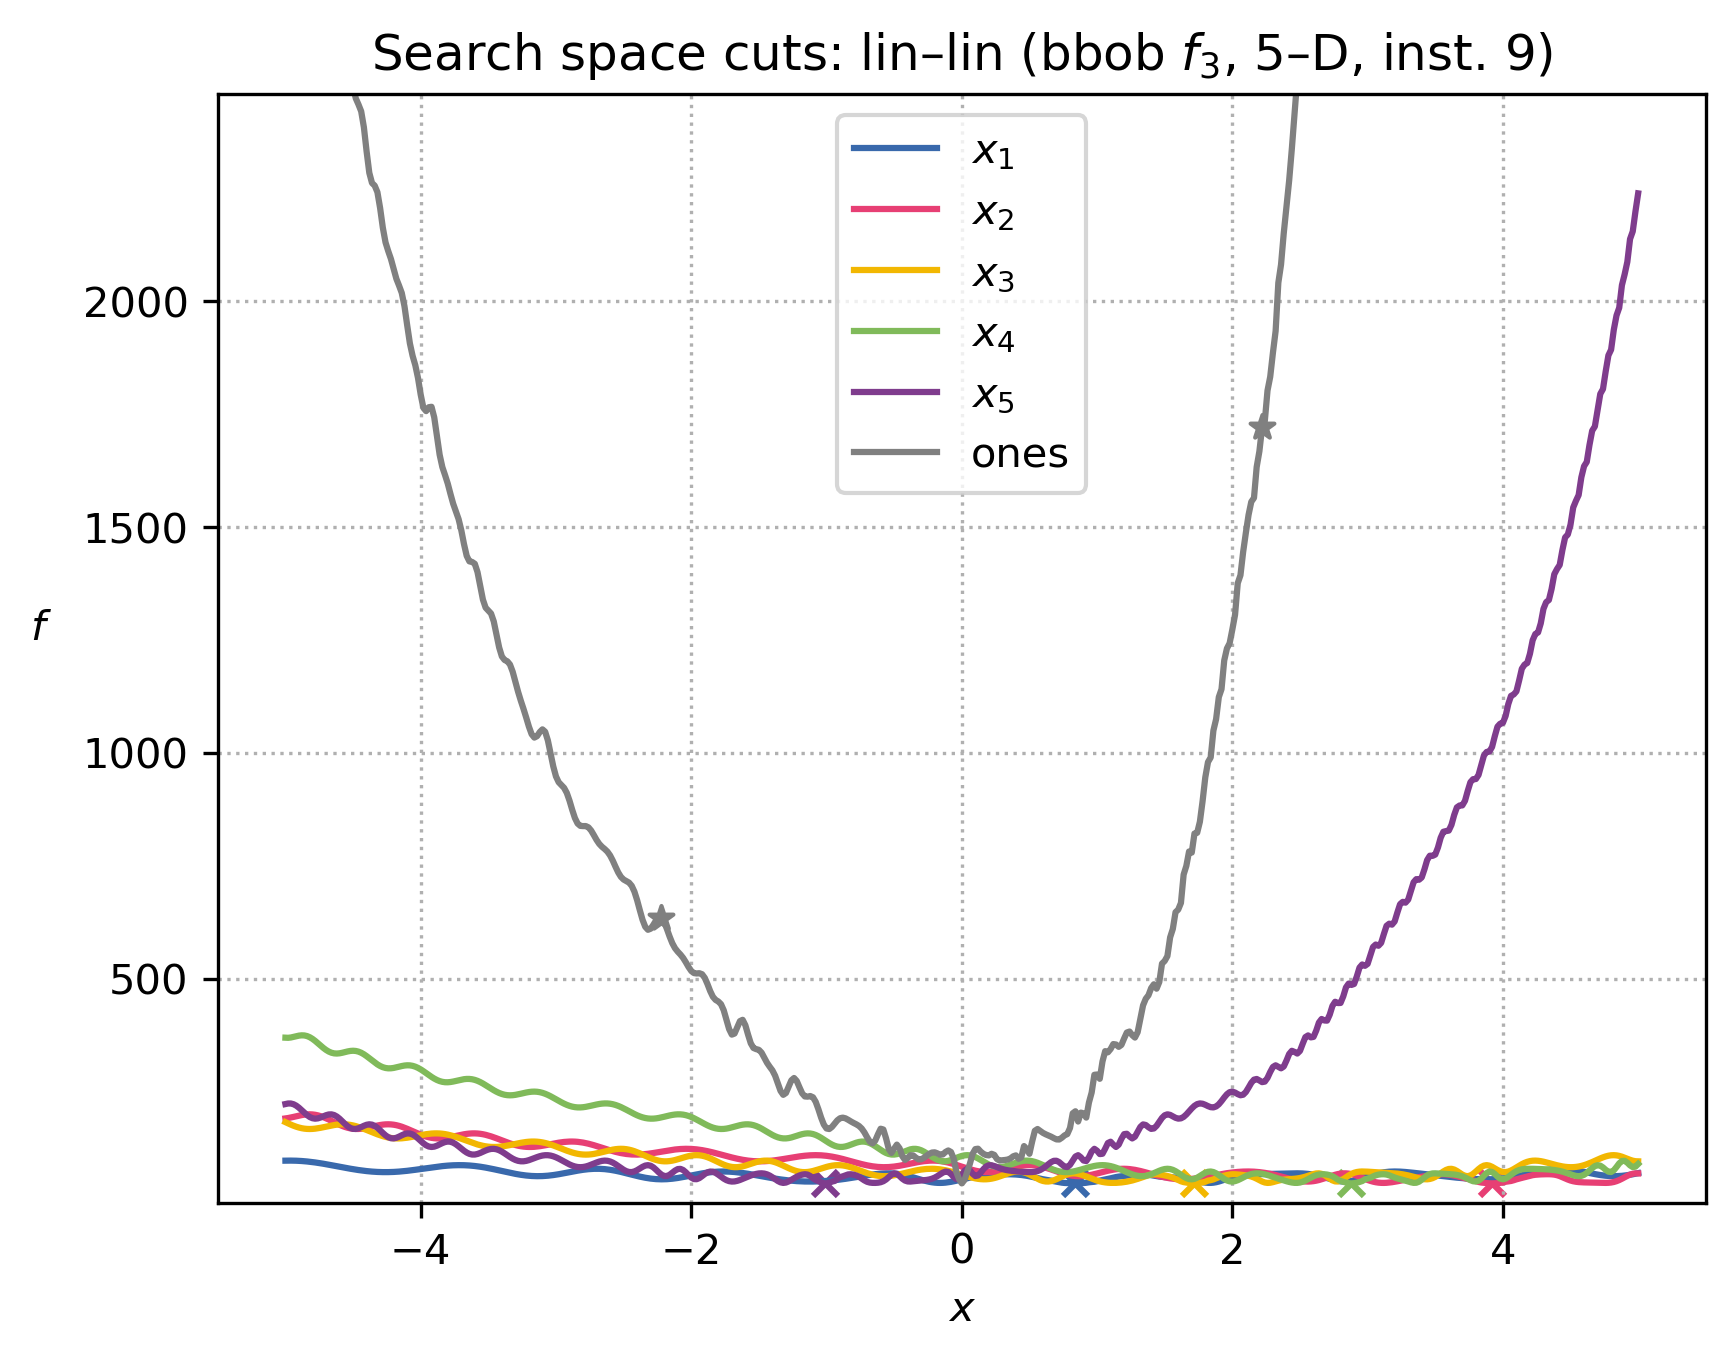 Search space cuts: lin–lin (bbob f₃, 5–D, inst. 9)
x₁
x₂
x₃
x₄
x₅
ones
2000
1500
1000
500
f
−4 −2 0 2 4
x